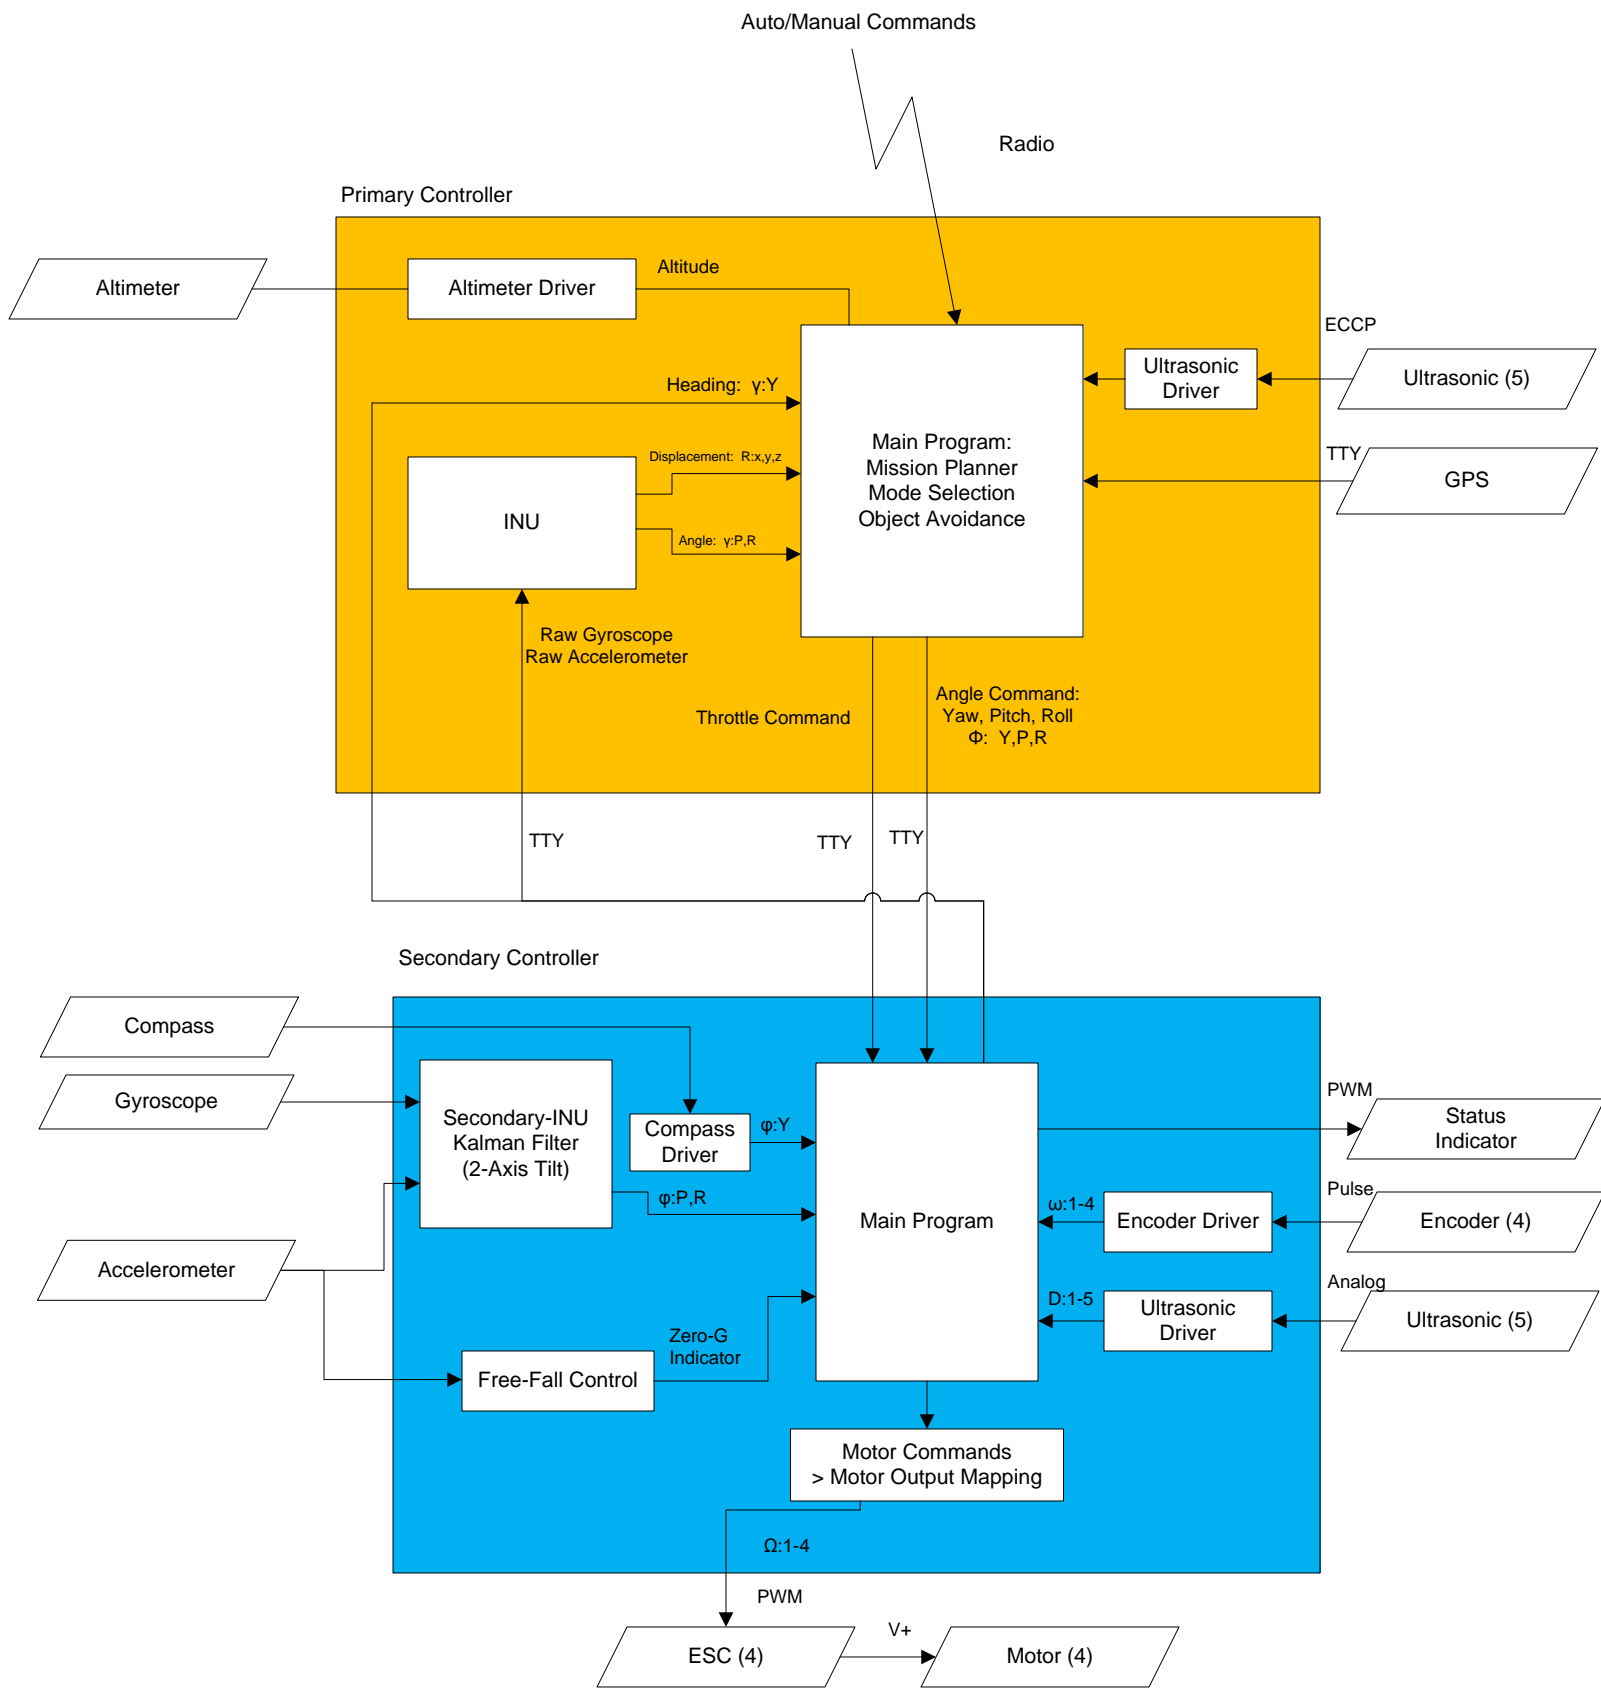 Auto/Manual Commands
Radio
Primary Controller
Altimeter
Altimeter Driver
Altitude
ECCP
Ultrasonic
Driver
Ultrasonic (5)
Heading:  γ:Y
Main Program:
Mission Planner
Mode Selection
Object Avoidance
TTY
GPS
Displacement:  R:x,y,z
INU
Angle:  γ:P,R
Raw Gyroscope
Raw Accelerometer
Throttle Command
Angle Command:
Yaw, Pitch, Roll
Φ:  Y,P,R
TTY
TTY
TTY
Secondary Controller
Compass
Gyroscope
Secondary-INU
Kalman Filter
(2-Axis Tilt)
Compass
Driver
φ:Y
φ:P,R
Main Program
PWM
Status
Indicator
Pulse
ω:1-4
Encoder Driver
Encoder (4)
Accelerometer
Analog
D:1-5
Ultrasonic
Driver
Ultrasonic (5)
Zero-G
Indicator
Free-Fall Control
Motor Commands
> Motor Output Mapping
Ω:1-4
PWM
ESC (4)
V+
Motor (4)